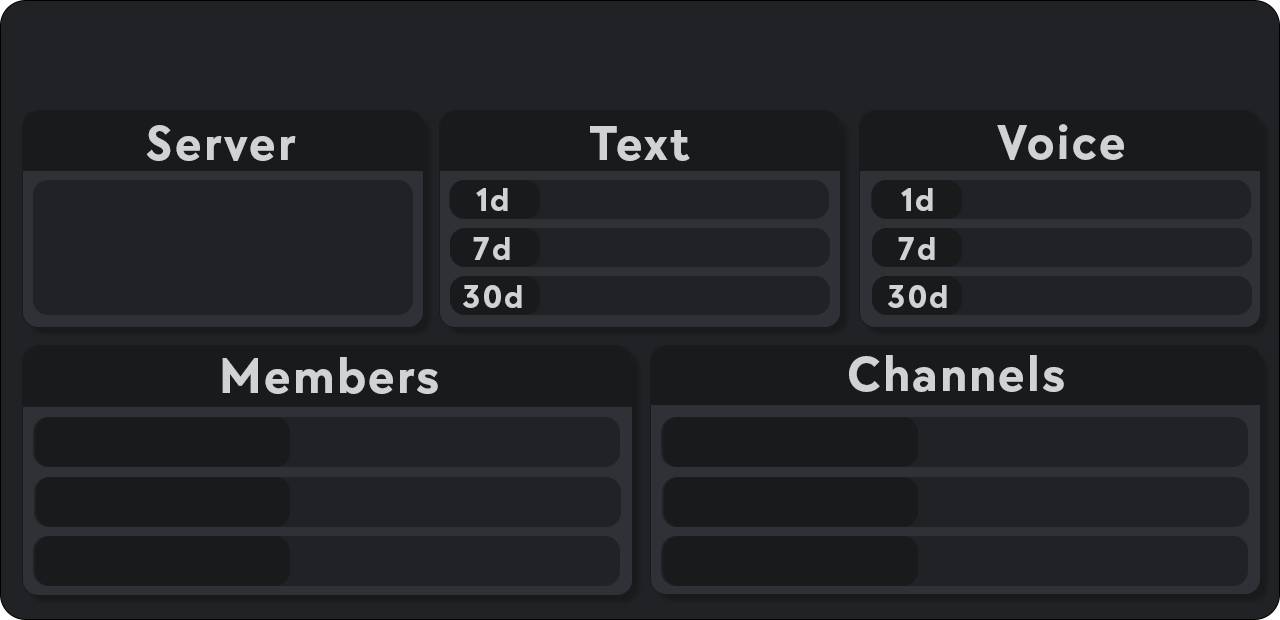 Server
Text
Voice
1d
7d
30d
1d
7d
30d
Members
Channels